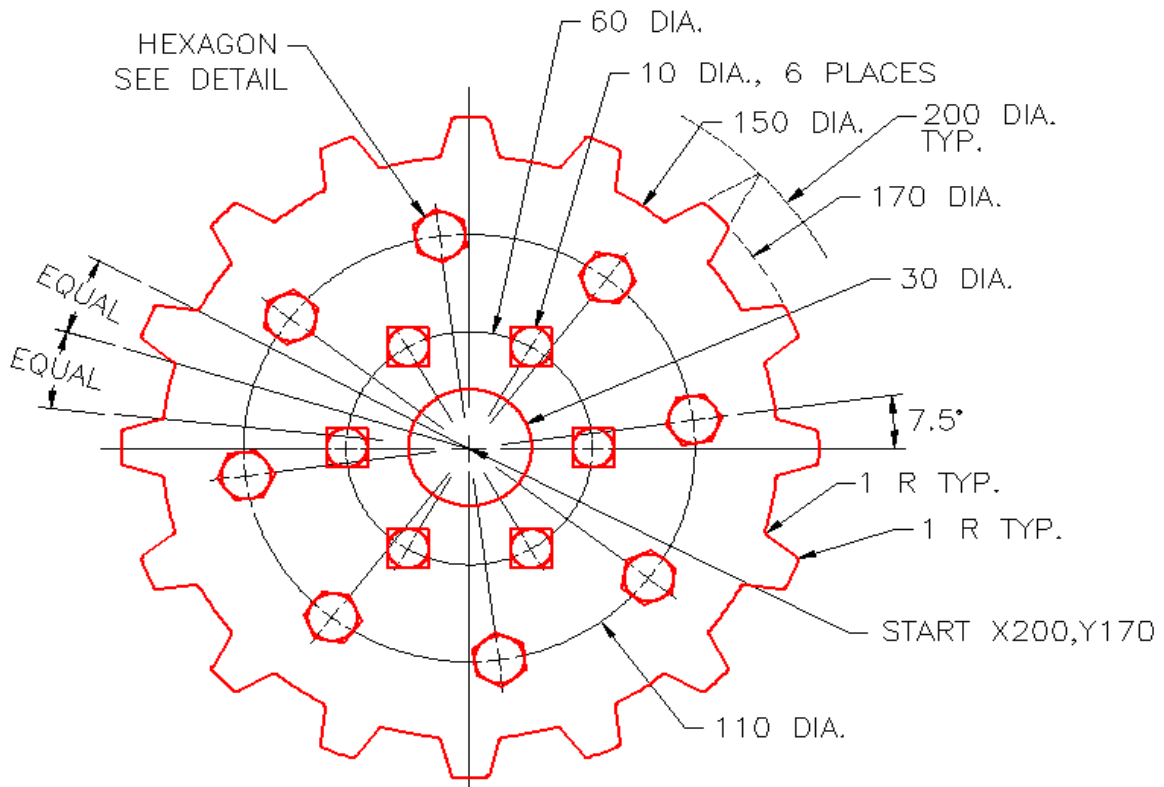 60 DIA.
HEXAGON
SEE DETAIL
10 DIA., 6 PLACES
150 DIA.
200 DIA.
TYP.
170 DIA.
30 DIA.
EQUAL
EQUAL
7.5°
1 R TYP.
1 R TYP.
START X200,Y170
110 DIA.